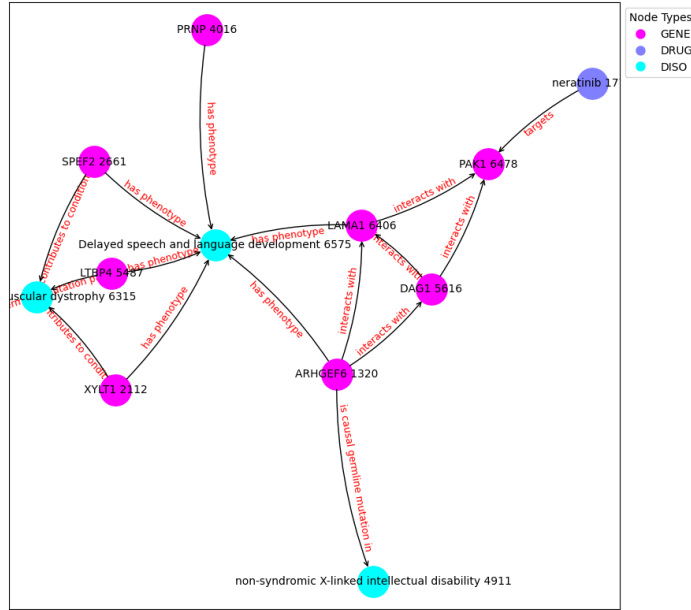 PRNP 4016
Node Types
GENE
DRUG
DISO
neratinib 17
has phenotype
targets
SPEF2 2661
PAK1 6478
has phenotype
interacts with
contributes to condition
LAMA1 6406
has phenotype
interacts with
Delayed speech and language development 6575
has phenotype
interacts with
LTBP4 5487
DAG1 5616
uscular dystrophy 6315
has phenotype
interacts with
has phenotype
interacts with
ARHGEF6 1320
XYLT1 2112
is causal germline mutation in
non-syndromic X-linked intellectual disability 4911